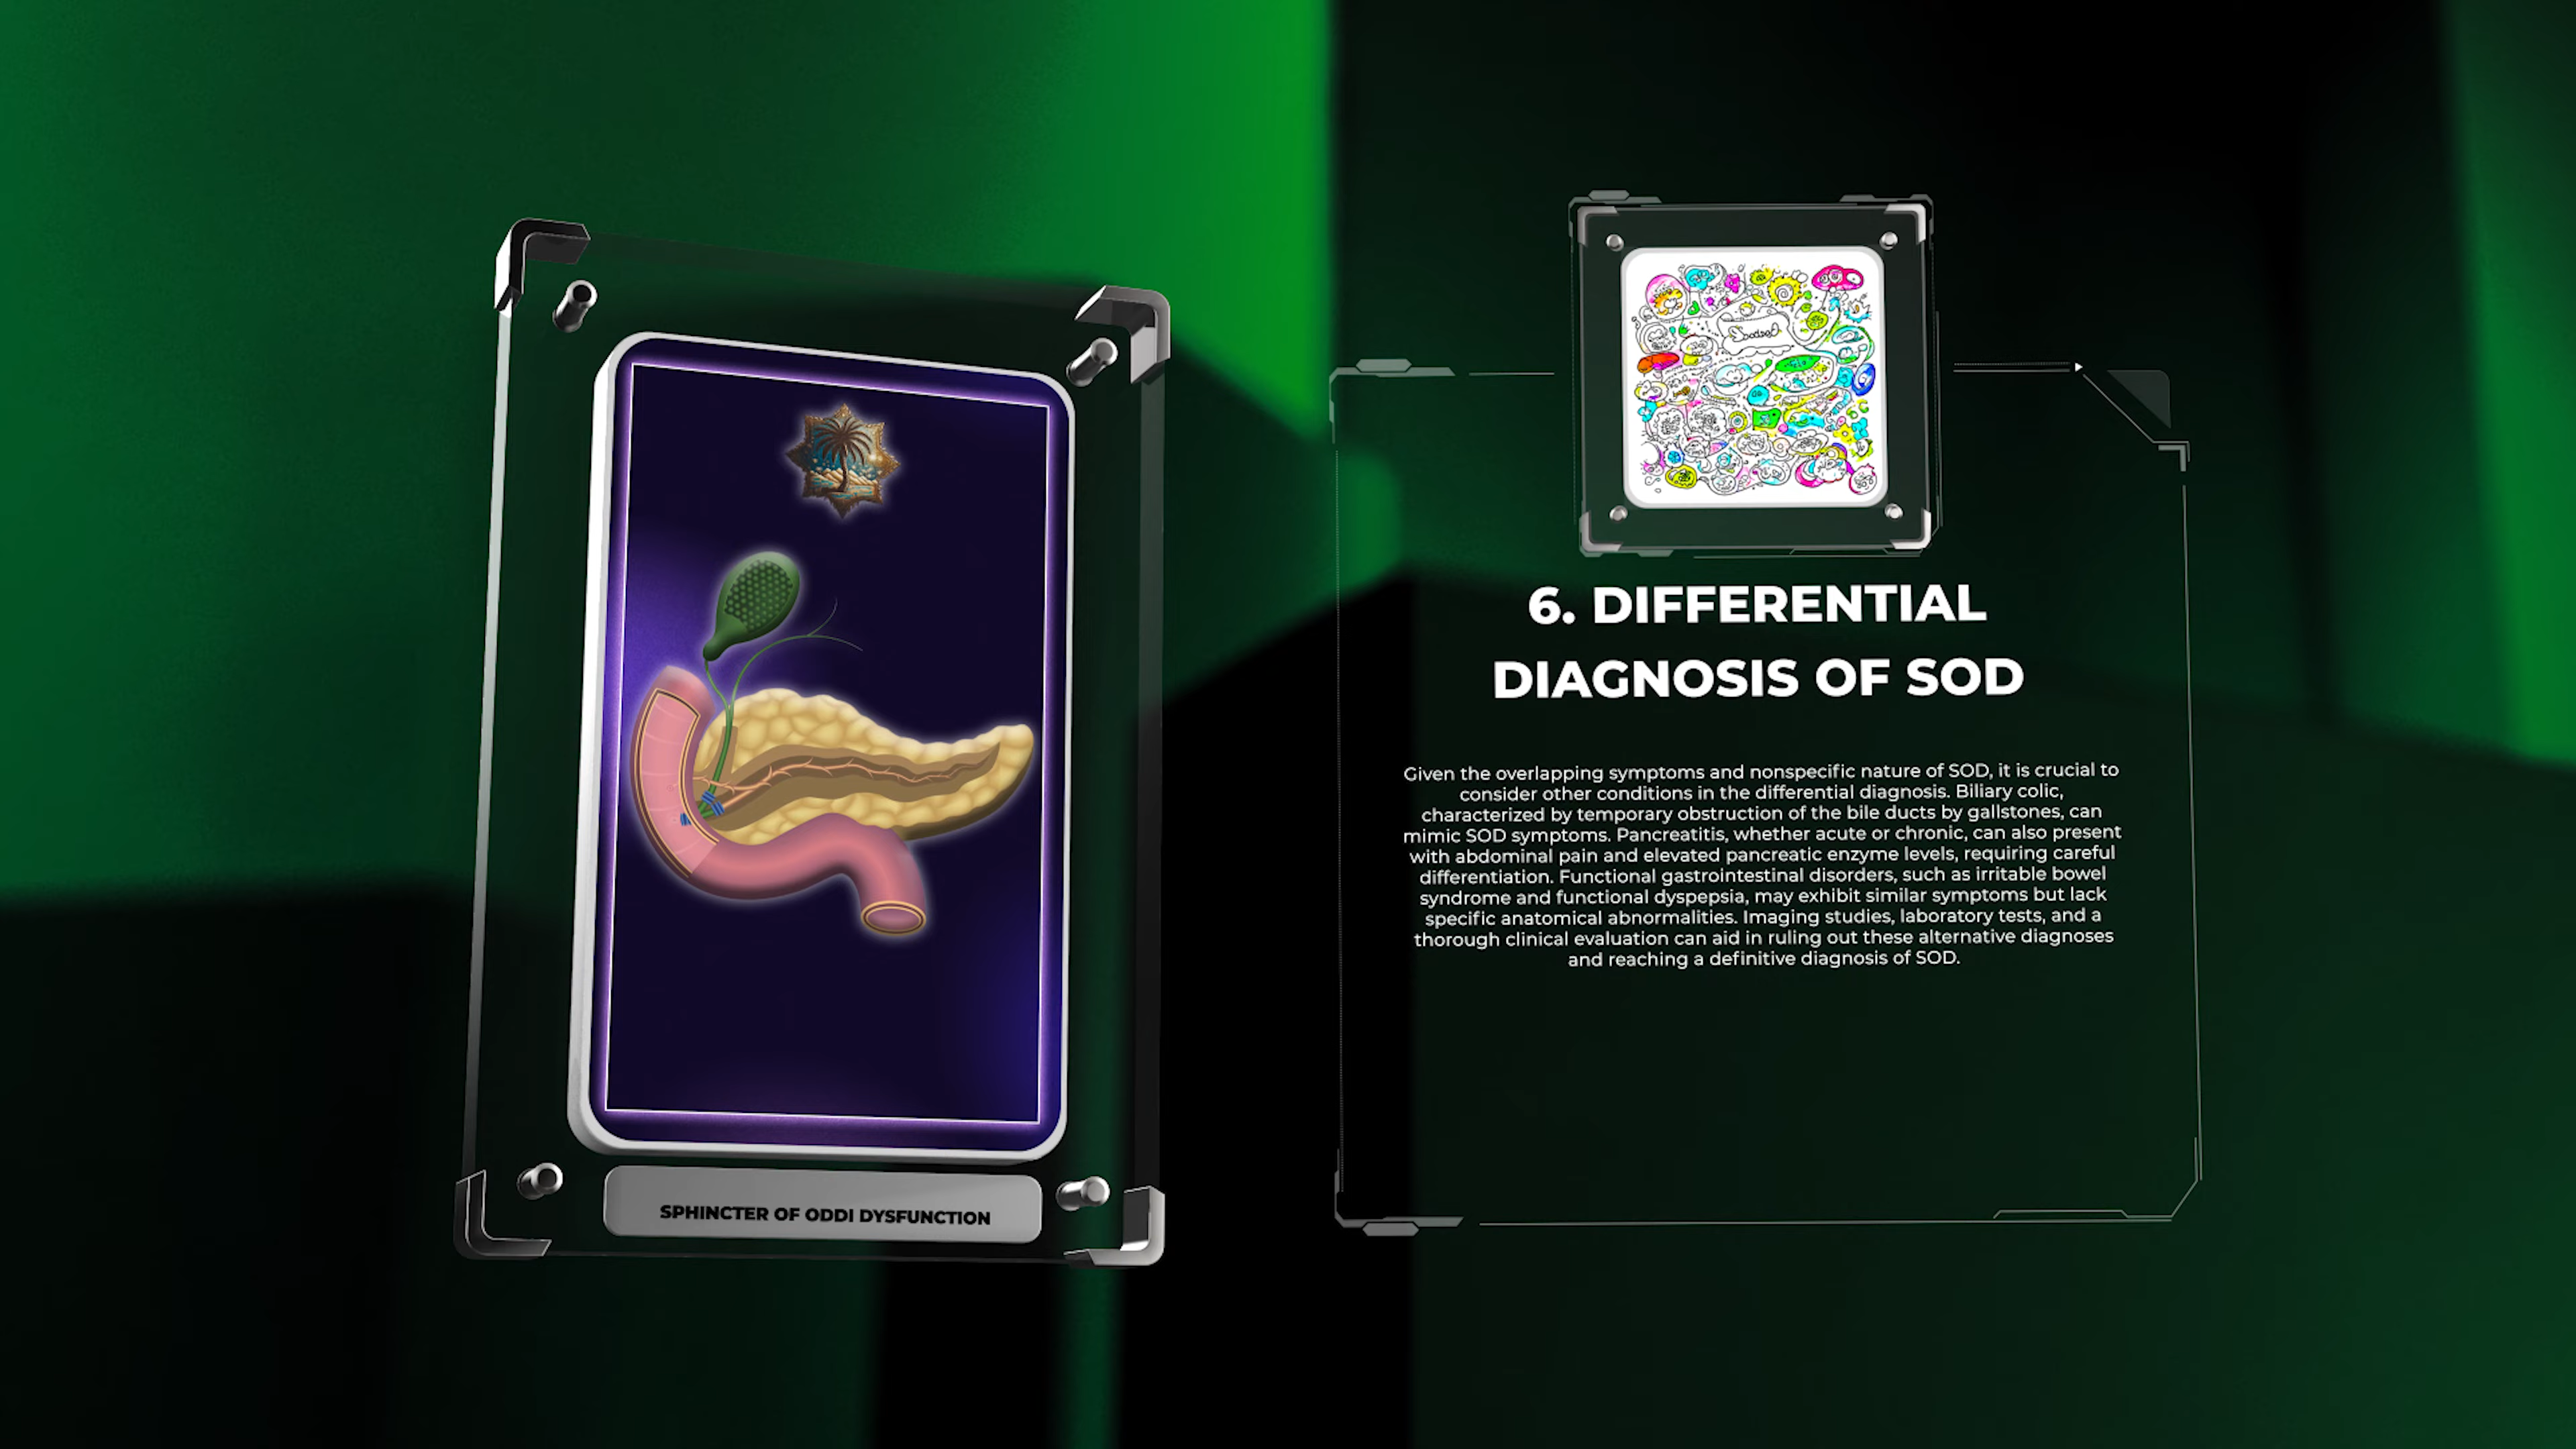 6. DIFFERENTIAL
DIAGNOSIS OF SOD
Given the overlapping symptoms and nonspecific nature of SOD, it is crucial to
consider other conditions in the differential diagnosis. Biliary colic,
characterized by temporary obstruction of the bile ducts by gallstones, can
mimic SOD symptoms. Pancreatitis, whether acute or chronic, can also present
with abdominal pain and elevated pancreatic enzyme levels, requiring careful
differentiation. Functional gastrointestinal disorders, such as irritable bowel
syndrome and functional dyspepsia, may exhibit similar symptoms but lack
specific anatomical abnormalities. Imaging studies, laboratory tests, and a
thorough clinical evaluation can aid in ruling out these alternative diagnoses
and reaching a definitive diagnosis of SOD.
SPHINCTER OF ODDI DYSFUNCTION